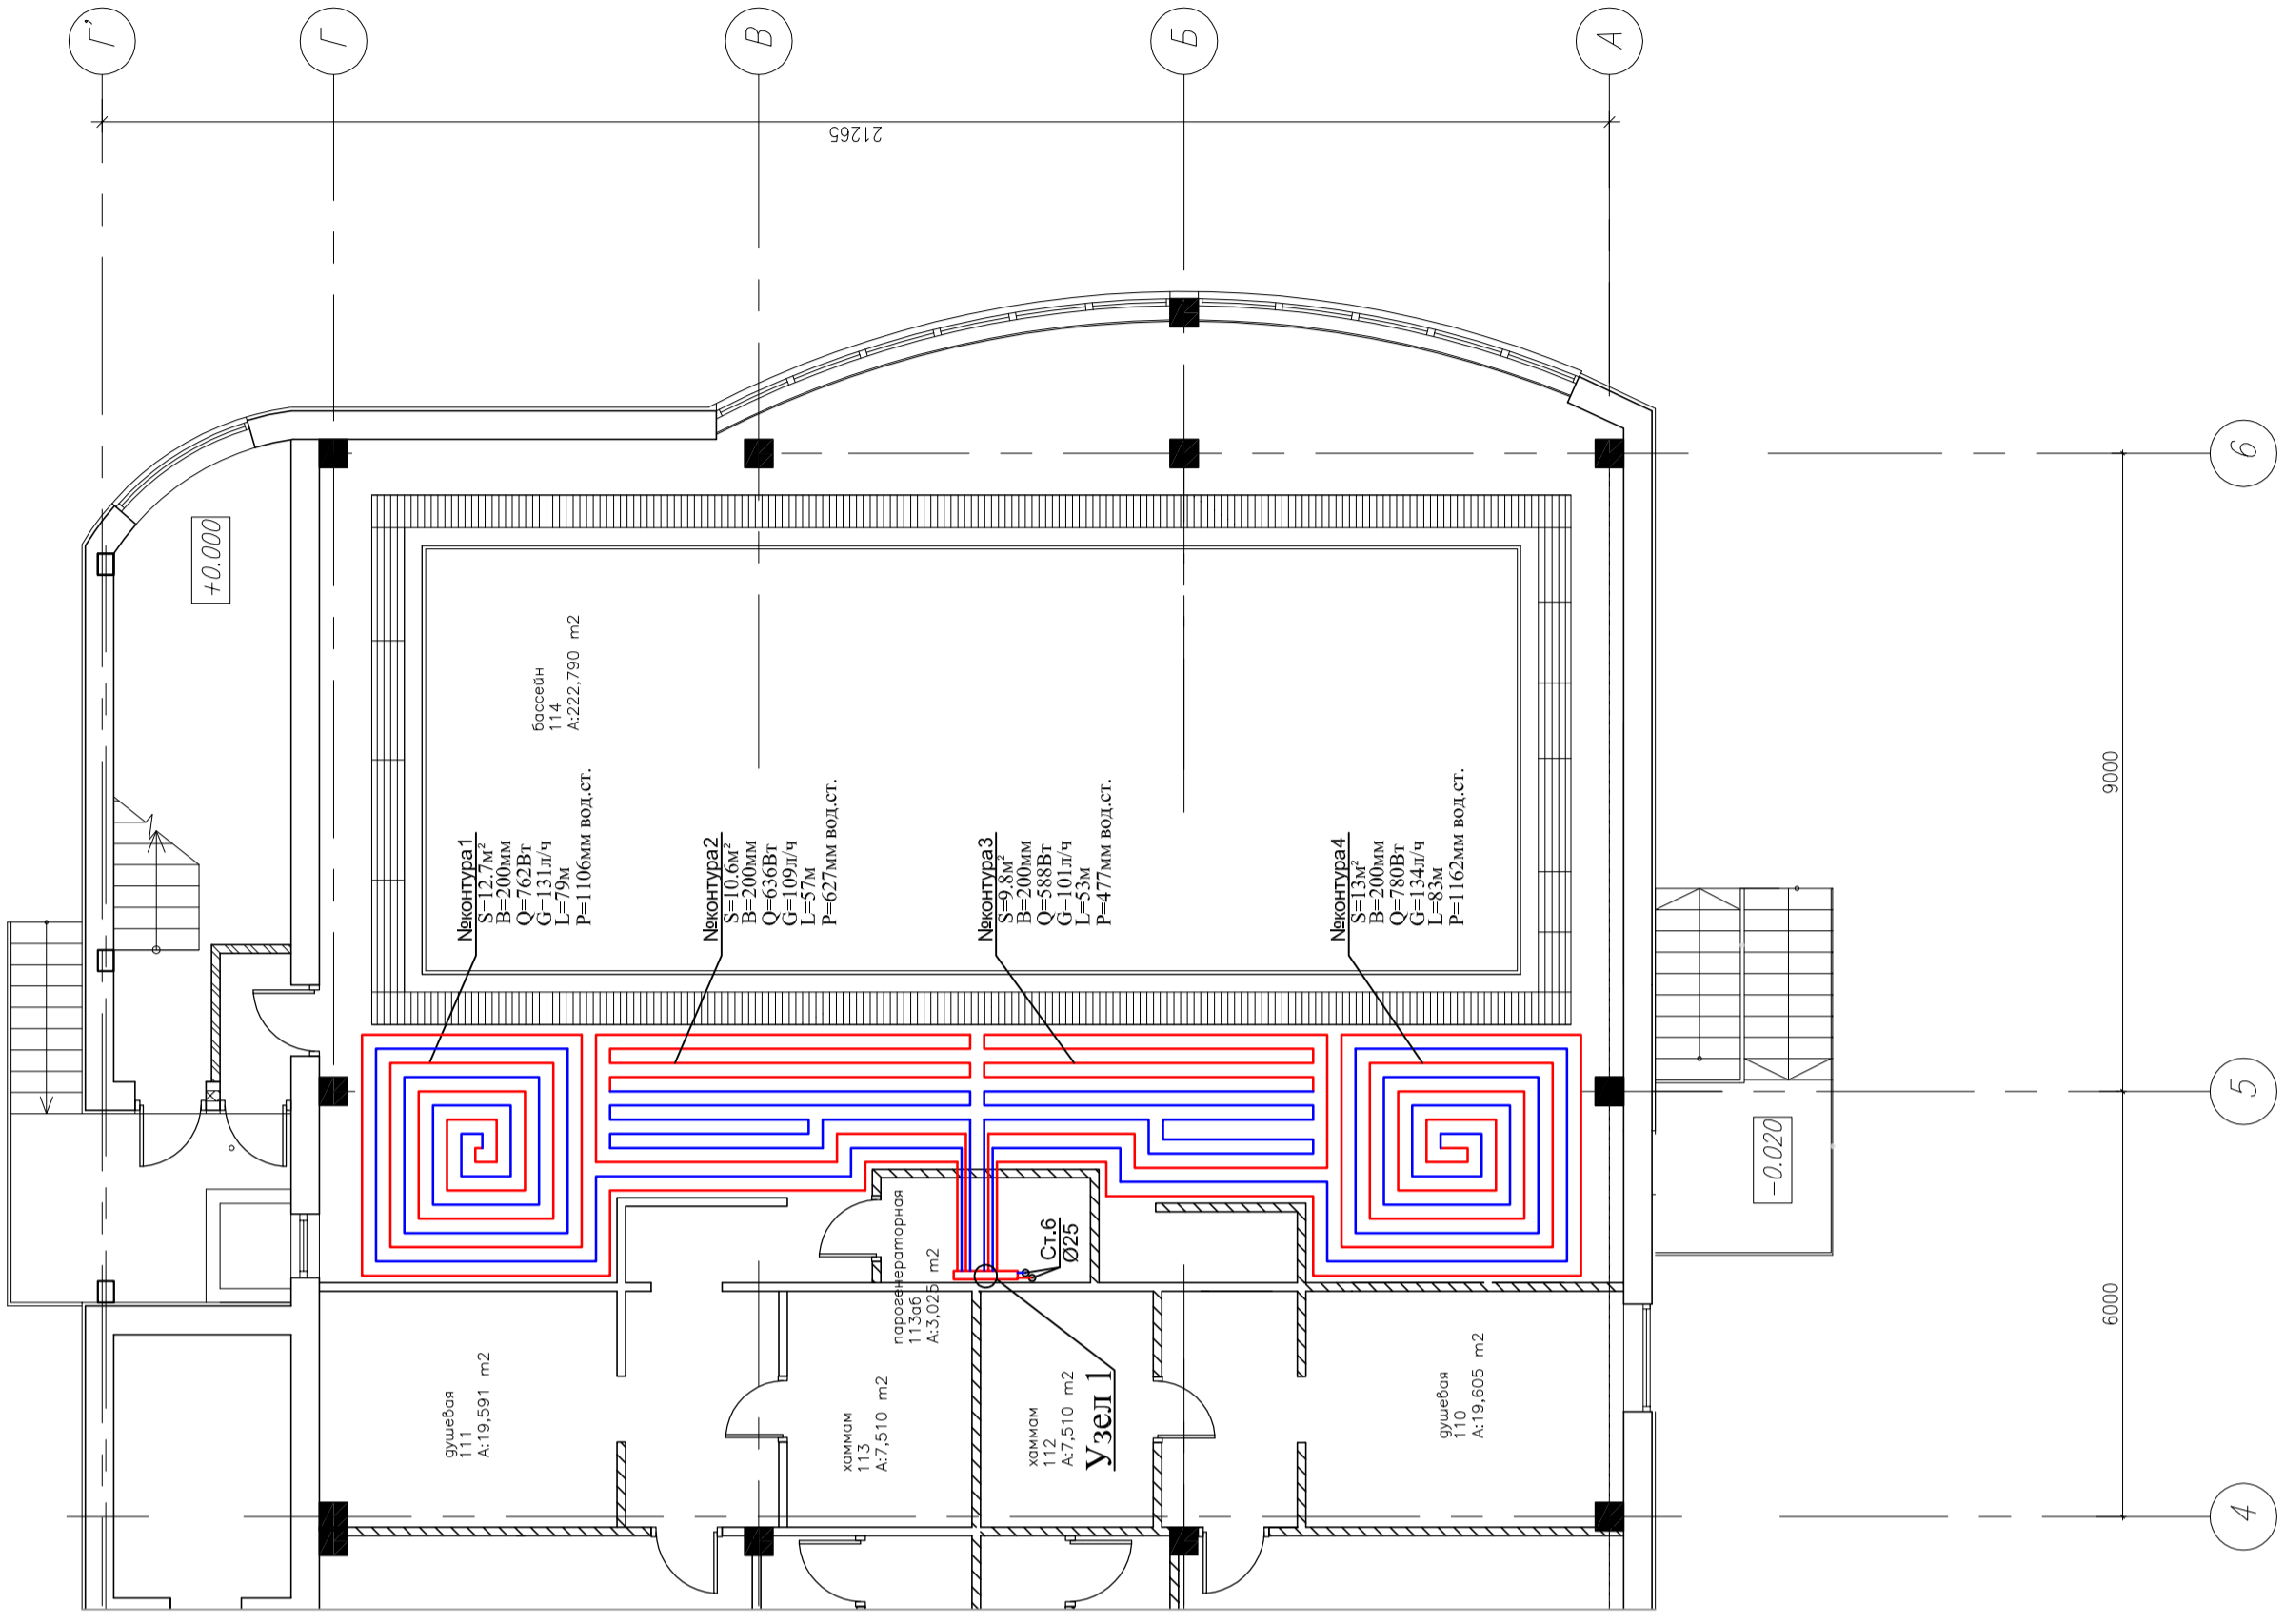 Г'
Г
В
Б
А
21265
+0.000
бассейн
114
A:222,790 m2
№контура1
S=12.7м²
B=200мм
Q=762Вт
G=131л/ч
L=79м
P=1106мм вод.ст.
№контура2
S=10.6м²
B=200мм
Q=636Вт
G=109л/ч
L=57м
P=627мм вод.ст.
№контура3
S=9.8м²
B=200мм
Q=588Вт
G=101л/ч
L=53м
P=477мм вод.ст.
№контура4
S=13м²
B=200мм
Q=780Вт
G=134л/ч
L=83м
P=1162мм вод.ст.
6
9000
5
6000
4
-0.020
Ст.6
Ø25
парогенераторная
113аб
A:3,025 m2
Узел 1
душевая
111
A:19,591 m2
хаммам
113
A:7,510 m2
хаммам
112
A:7,510 m2
душевая
110
A:19,605 m2